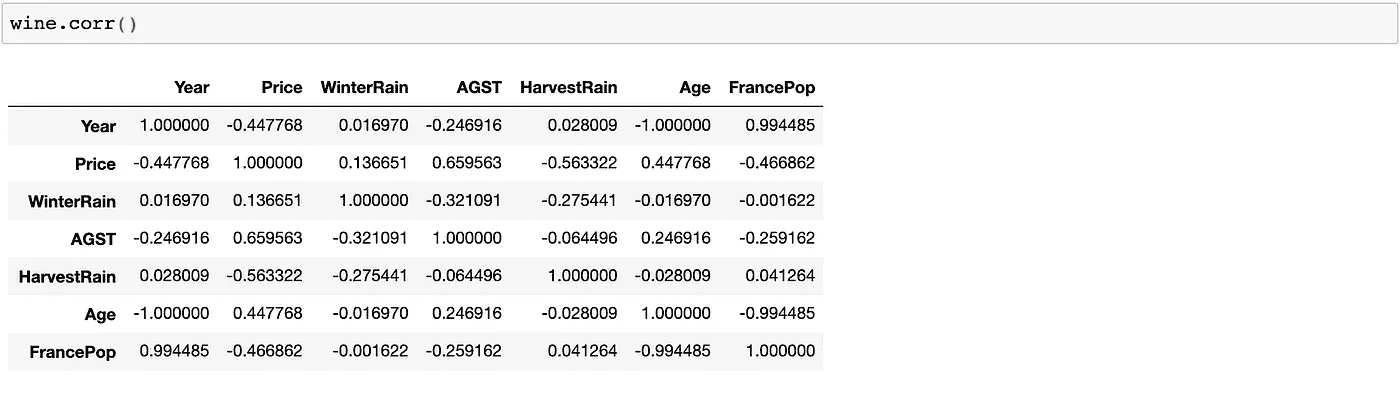 wine.corr()
Year Price WinterRain AGST HarvestRain Age FrancePop
Year 1.000000 -0.447768 0.016970 -0.246916 0.028009 -1.000000 0.994485
Price -0.447768 1.000000 0.136651 0.659563 -0.563322 0.447768 -0.466862
WinterRain 0.016970 0.136651 1.000000 -0.321091 -0.275441 -0.016970 -0.001622
AGST -0.246916 0.659563 -0.321091 1.000000 -0.064496 0.246916 -0.259162
HarvestRain 0.028009 -0.563322 -0.275441 -0.064496 1.000000 -0.028009 0.041264
Age -1.000000 0.447768 -0.016970 0.246916 -0.028009 1.000000 -0.994485
FrancePop 0.994485 -0.466862 -0.001622 -0.259162 0.041264 -0.994485 1.000000